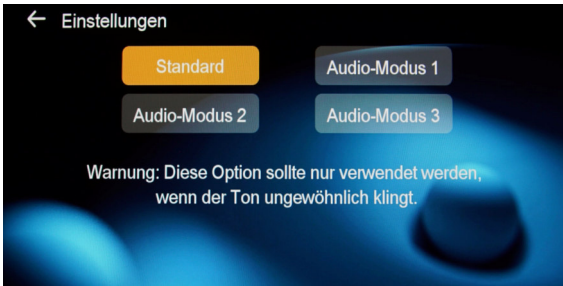 Einstellungen
Standard
Audio-Modus 1
Audio-Modus 2
Audio-Modus 3
Warnung: Diese Option sollte nur verwendet werden,
wenn der Ton ungewöhnlich klingt.